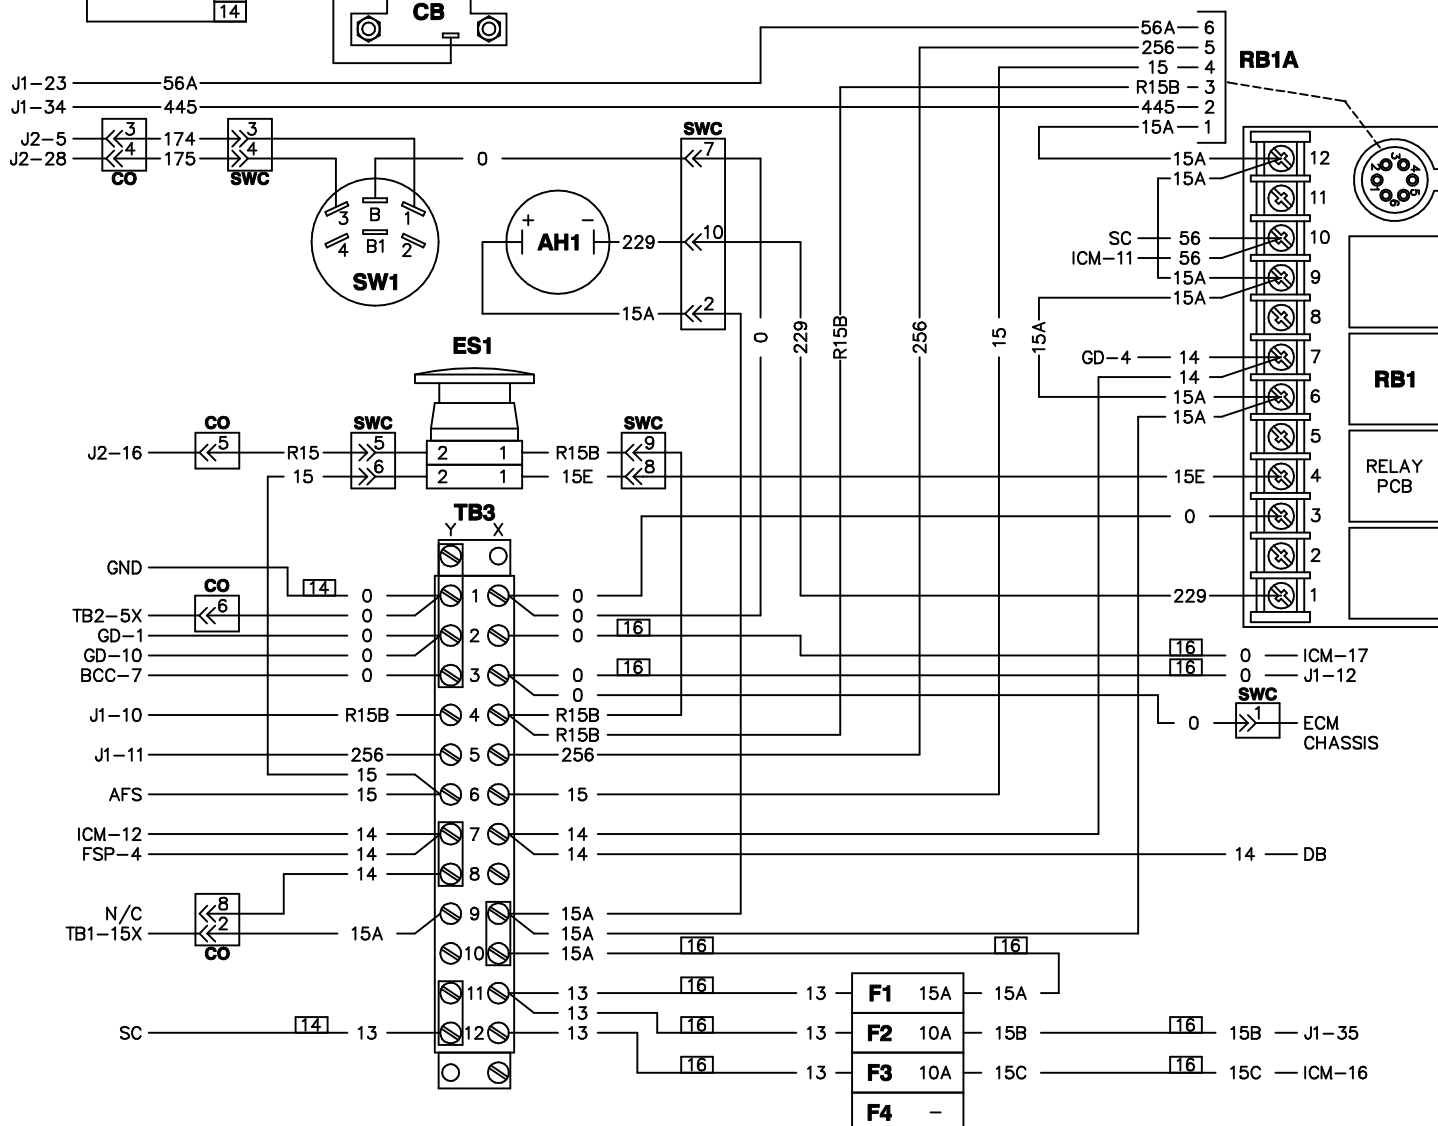 14
CB
56A 6
256 5
RB1A
15 4
J1-23 56A
R15B 3
J1-34 445
445 2
15A 1
J2-5 3 174 3
SWC
J2-28 4 175 4
0 7
15A 12
CO SWC
15A
11
3 B 1
+ AH1 -
229 10
SC 56 10
4 B1 2
ICM-11 56
SW1
15A 9
15A
15A 2
8
0 229 R15B 256 15 15A
ES1
GD-4 14 7
14
RB1
15A 6
15A
CO SWC SWC
5
J2-16 5 R15 5 2 1 R15B 9
15 6 2 1 15E 8
15E 4
RELAY
PCB
TB3
Y X
0 3
GND
2
14 0 1 0
229 1
CO
TB2-5X 6 0 0
GD-1 0 2 0 16
GD-10 0
16 0 ICM-17
BCC-7 0 3 0 16
16 0 J1-12
0
SWC
J1-10 R15B 4 R15B
0 1 ECM
R15B
CHASSIS
J1-11 256 5 256
15
AFS 15 6 15
ICM-12 14 7 14
FSP-4 14 14
14 DB
14 8
N/C 8
9 15A
TB1-15X 2 15A 15A
CO
10 15A 16 16
11 13 16 13 F1 15A 15A
13
SC 14 13 12 13 16 13 F2 10A 15B 16 15B J1-35
16 13 F3 10A 15C 16 15C ICM-16
F4 -
1 2 3 4 5 6